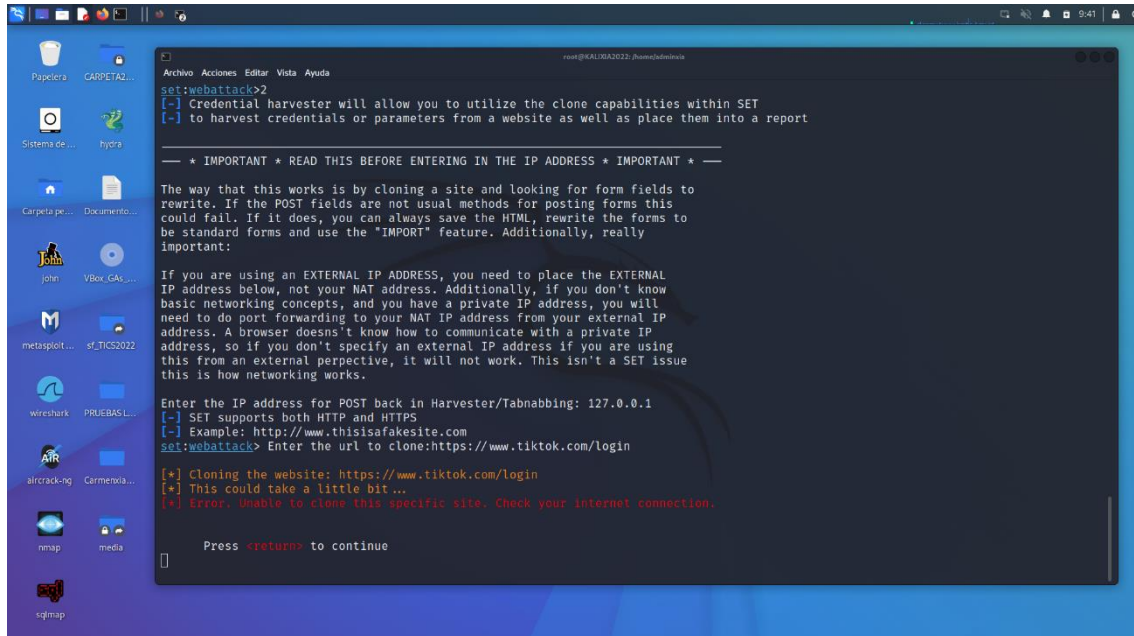 9:41
Papelera
CARPETA2...
Sistema de ...
hydra
Carpeta pe...
Documento...
john
VBox_GAs_...
metasploit ...
sf_TICS2022
wireshark
PRUEBAS L...
aircrack-ng
Carmenxia...
nmap
media
sqlmap
root@KALIXIA2022: /home/adminxia
Archivo Acciones Editar Vista Ayuda
set:webattack>2
[-] Credential harvester will allow you to utilize the clone capabilities within SET
[-] to harvest credentials or parameters from a website as well as place them into a report
--- * IMPORTANT * READ THIS BEFORE ENTERING IN THE IP ADDRESS * IMPORTANT * ---
The way that this works is by cloning a site and looking for form fields to
rewrite. If the POST fields are not usual methods for posting forms this
could fail. If it does, you can always save the HTML, rewrite the forms to
be standard forms and use the "IMPORT" feature. Additionally, really
important:
If you are using an EXTERNAL IP ADDRESS, you need to place the EXTERNAL
IP address below, not your NAT address. Additionally, if you don't know
basic networking concepts, and you have a private IP address, you will
need to do port forwarding to your NAT IP address from your external IP
address. A browser doesns't know how to communicate with a private IP
address, so if you don't specify an external IP address if you are using
this from an external perpective, it will not work. This isn't a SET issue
this is how networking works.
Enter the IP address for POST back in Harvester/Tabnabbing: 127.0.0.1
[-] SET supports both HTTP and HTTPS
[-] Example: http://www.thisisafakesite.com
set:webattack> Enter the url to clone:https://www.tiktok.com/login
[*] Cloning the website: https://www.tiktok.com/login
[*] This could take a little bit...
[*] Error. Unable to clone this specific site. Check your internet connection.
Press <return> to continue